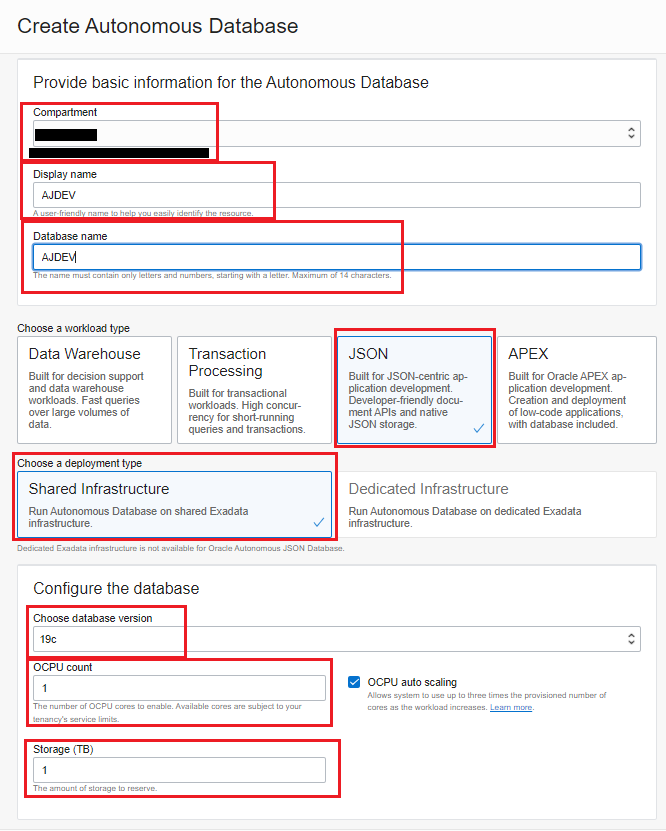 Create Autonomous Database
Provide basic information for the Autonomous Database
Compartment
Display name
AJDEV
A user-friendly name to help you easily identify the resource.
Database name
AJDEV
The name must contain only letters and numbers, starting with a letter. Maximum of 14 characters.
Choose a workload type
Data Warehouse
Built for decision support
and data warehouse
workloads. Fast queries
over large volumes of
data.
Transaction
Processing
Built for transactional
workloads. High concur-
rency for short-running
queries and transactions.
JSON
Built for JSON-centric ap-
plication development.
Developer-friendly docu-
ment APIs and native
JSON storage.
APEX
Built for Oracle APEX ap-
plication development.
Creation and deployment
of low-code applications,
with database included.
Choose a deployment type
Shared Infrastructure
Run Autonomous Database on shared Exadata
infrastructure.
Dedicated Infrastructure
Run Autonomous Database on dedicated Exadata
infrastructure.
Dedicated Exadata infrastructure is not available for Oracle Autonomous JSON Database.
Configure the database
Choose database version
19c
OCPU count
1
The number of OCPU cores to enable. Available cores are subject to your
tenancy's service limits.
OCPU auto scaling
Allows system to use up to three times the provisioned number of
cores as the workload increases. Learn more.
Storage (TB)
1
The amount of storage to reserve.